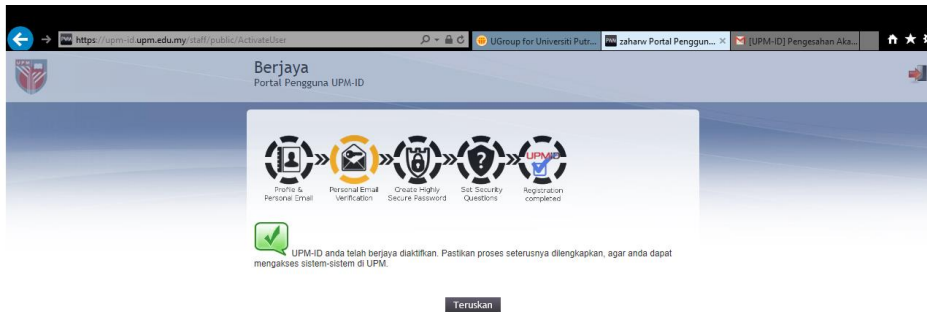 https://upm-id.upm.edu.my/staff/public/ActivateUser
UGroup for Universiti Putr...
zaharw Portal Penggun...
[UPM-ID] Pengesahan Aka...
Berjaya
Portal Pengguna UPM-ID
Profile & Personal Email
Personal Email Verification
Create Highly Secure Password
Set Security Questions
UPMID
Registration completed
UPM-ID anda telah berjaya diaktifkan. Pastikan proses seterusnya dilengkapkan, agar anda dapat
mengakses sistem-sistem di UPM.
Teruskan